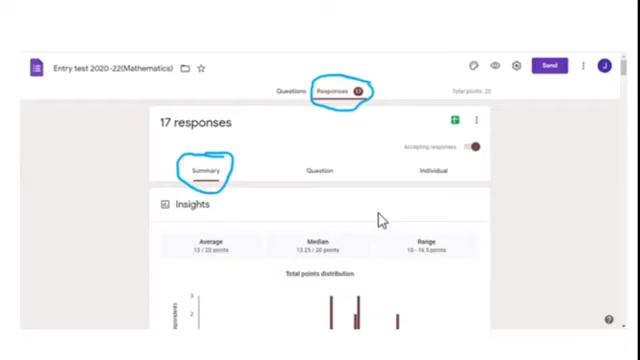 Entry test 2020-22(Mathematics)
Send
J
Questions
Responses 17
Total points: 20
17 responses
Accepting responses
Summary
Question
Individual
Insights
Average
Median
Range
13 / 20 points
13.25 / 20 points
10 - 16.5 points
Total points distribution
3
2